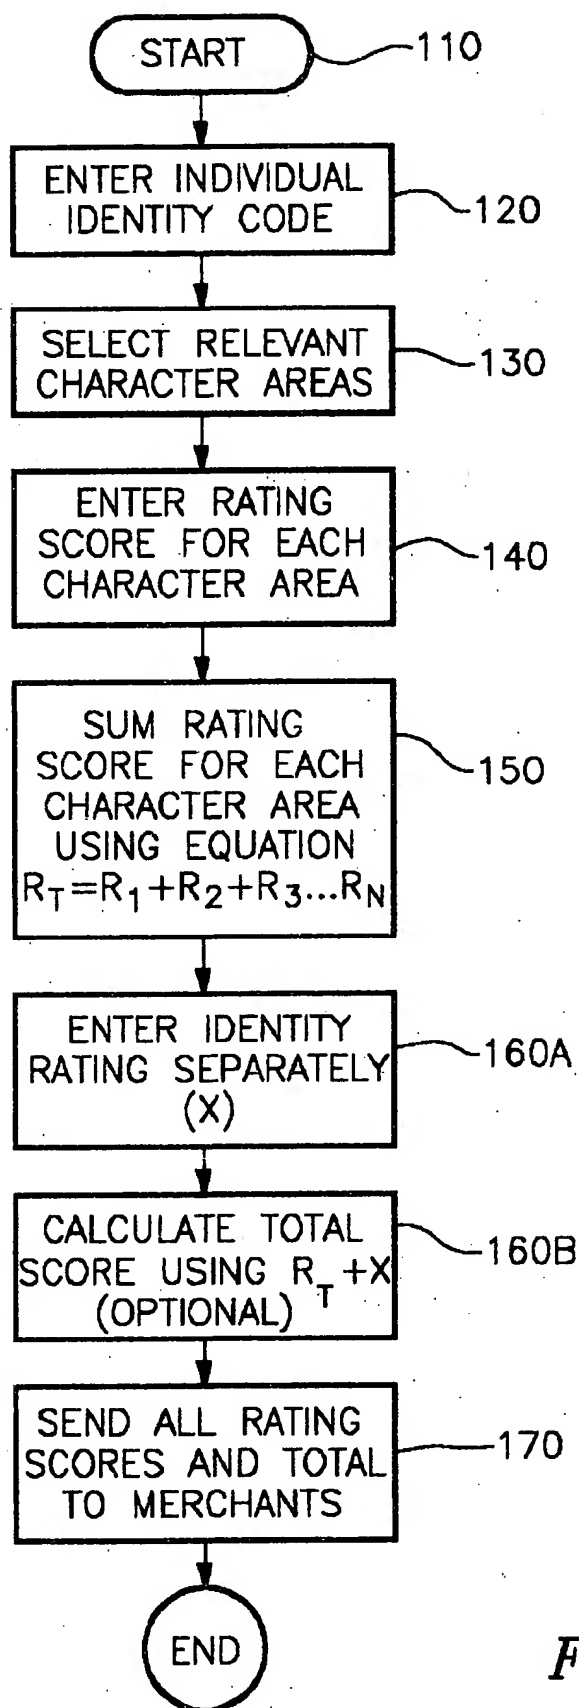 START
110
ENTER INDIVIDUAL
IDENTITY CODE
120
SELECT RELEVANT
CHARACTER AREAS
130
ENTER RATING
SCORE FOR EACH
CHARACTER AREA
140
SUM RATING
SCORE FOR EACH
CHARACTER AREA
USING EQUATION
R_T=R_1+R_2+R_3...R_N
150
ENTER IDENTITY
RATING SEPARATELY
(X)
160A
CALCULATE TOTAL
SCORE USING R_T+X
(OPTIONAL)
160B
SEND ALL RATING
SCORES AND TOTAL
TO MERCHANTS
170
END
F